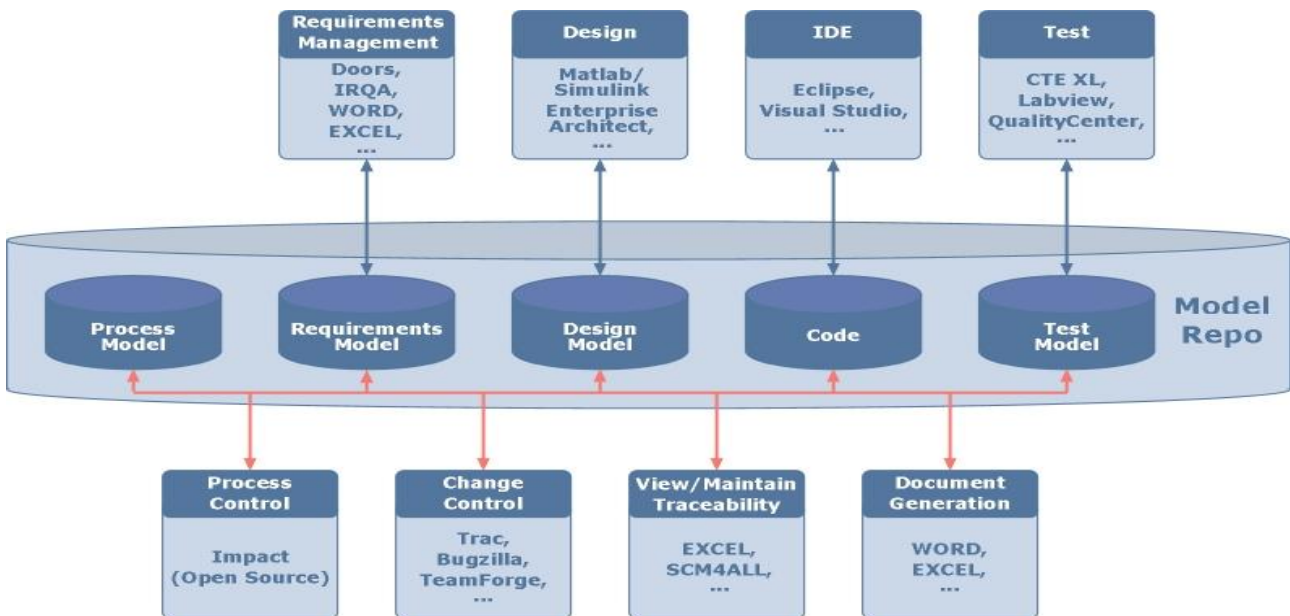 Requirements
Management
Doors,
IRQA,
WORD,
EXCEL,
...
Design
Matlab/
Simulink
Enterprise
Architect,
...
IDE
Eclipse,
Visual Studio,
...
Test
CTE XL,
Labview,
QualityCenter,
...
Process
Model
Requirements
Model
Design
Model
Code
Test
Model
Model
Repo
Process
Control
Impact
(Open Source)
Change
Control
Trac,
Bugzilla,
TeamForge,
...
View/Maintain
Traceability
EXCEL,
SCM4ALL,
...
Document
Generation
WORD,
EXCEL,
...